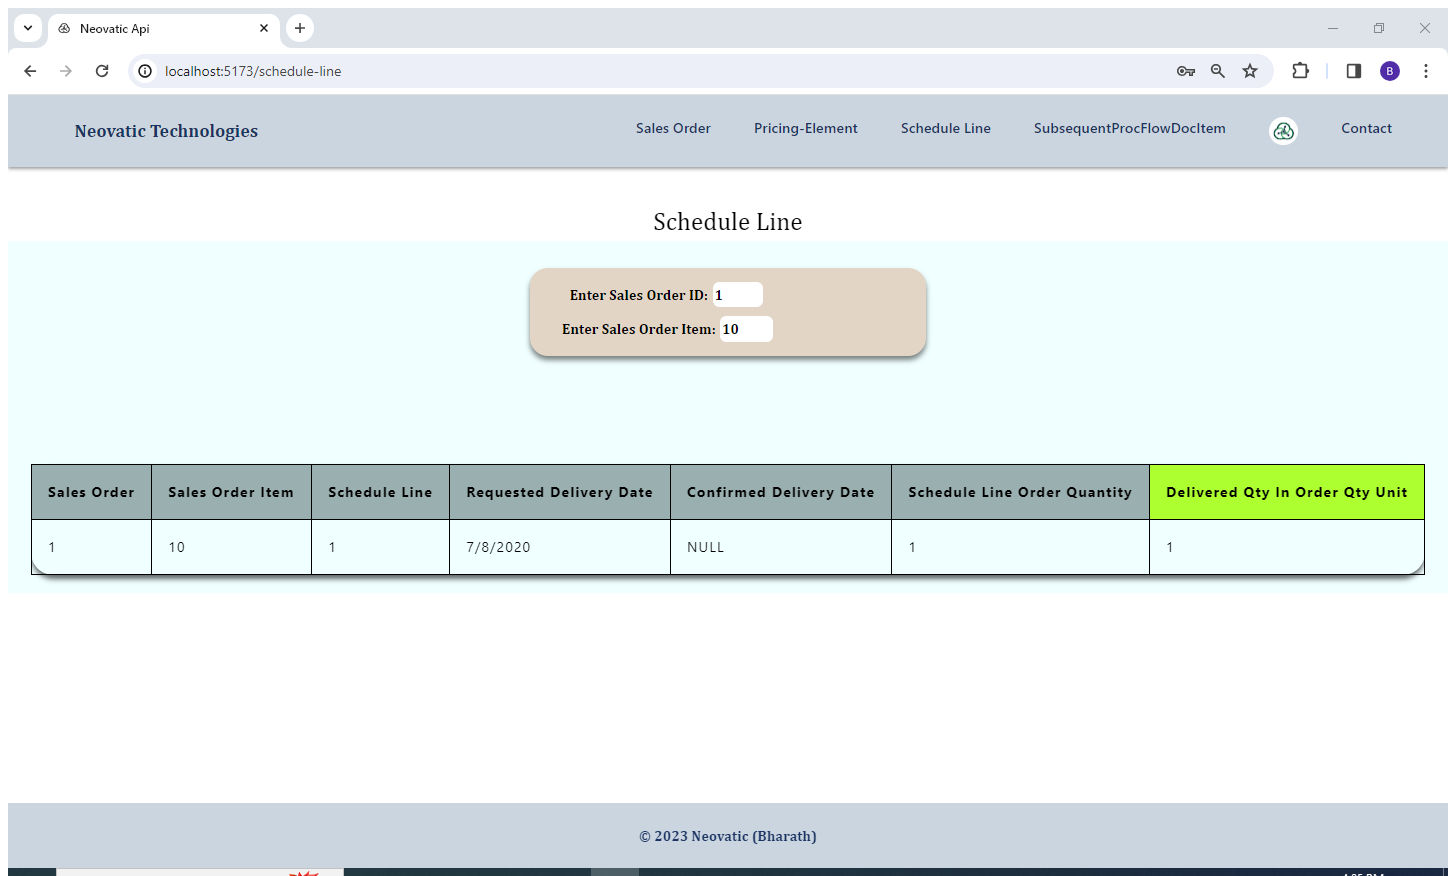 Neovatic Api
localhost:5173/schedule-line
B
Neovatic Technologies
Sales Order
Pricing-Element
Schedule Line
SubsequentProcFlowDocItem
Contact
Schedule Line
Enter Sales Order ID: 1
Enter Sales Order Item: 10
Sales Order Sales Order Item Schedule Line Requested Delivery Date Confirmed Delivery Date Schedule Line Order Quantity Delivered Qty In Order Qty Unit
1 10 1 7/8/2020 NULL 1 1
© 2023 Neovatic (Bharath)